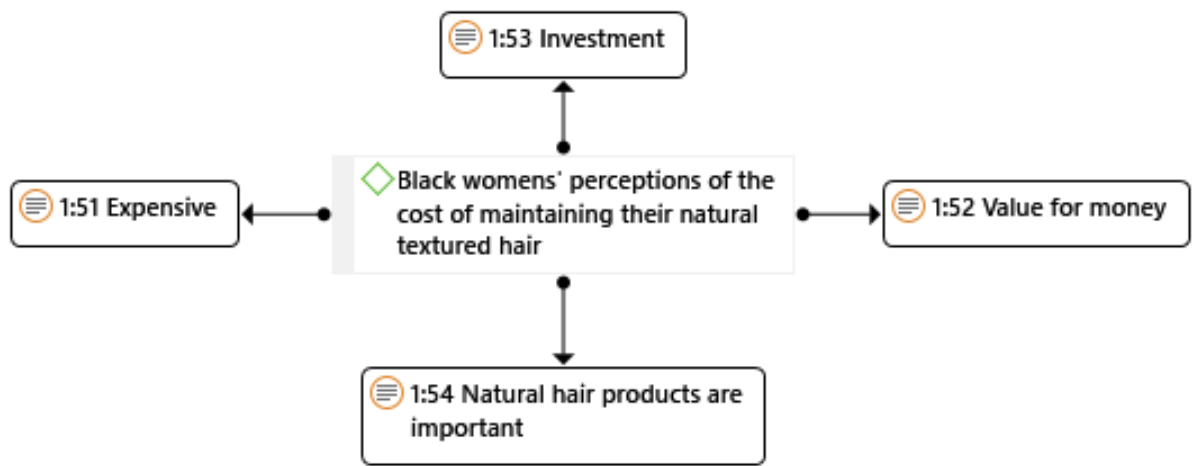 1:53 Investment
1:51 Expensive
Black womens' perceptions of the
cost of maintaining their natural
textured hair
1:52 Value for money
1:54 Natural hair products are
important